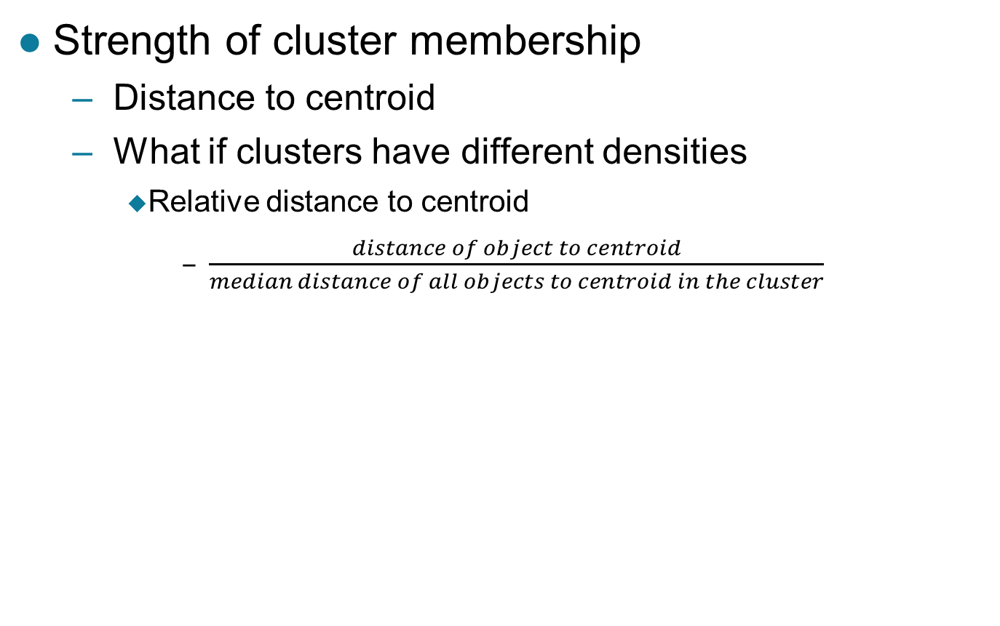 ● Strength of cluster membership
– Distance to centroid
– What if clusters have different densities
◆Relative distance to centroid
– distance of object to centroid
median distance of all objects to centroid in the cluster